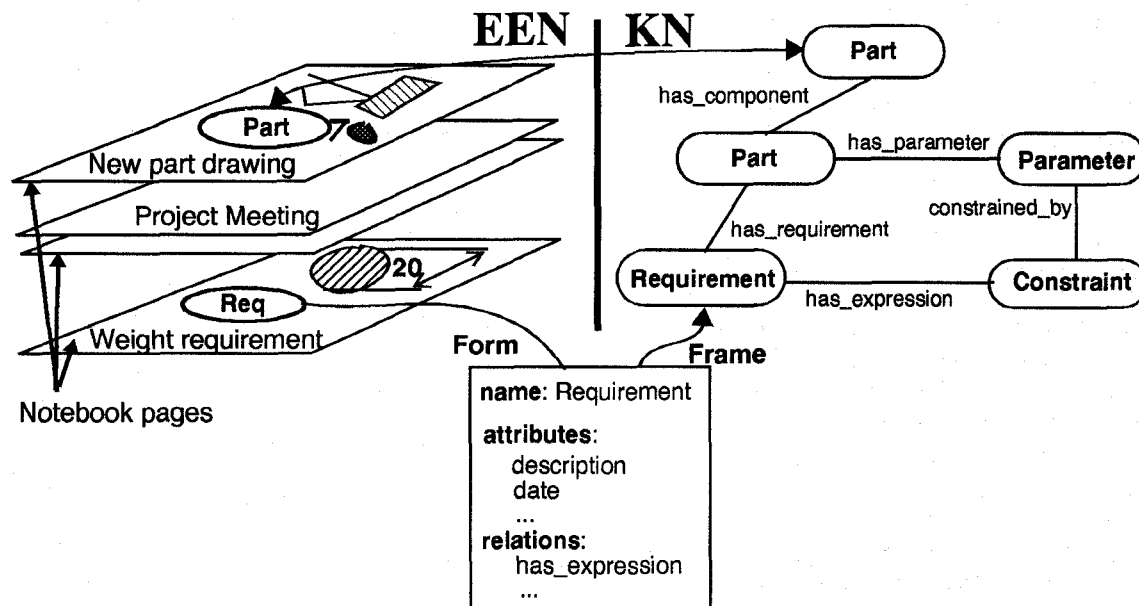 EEN
KN
Part
has_component
Part
7
New part drawing
Part
has_parameter
Parameter
Project Meeting
constrained_by
has_requirement
20
Req
Requirement
has_expression
Constraint
Weight requirement
Form
Frame
Notebook pages
name: Requirement
attributes:
description
date
...
relations:
has_expression
...